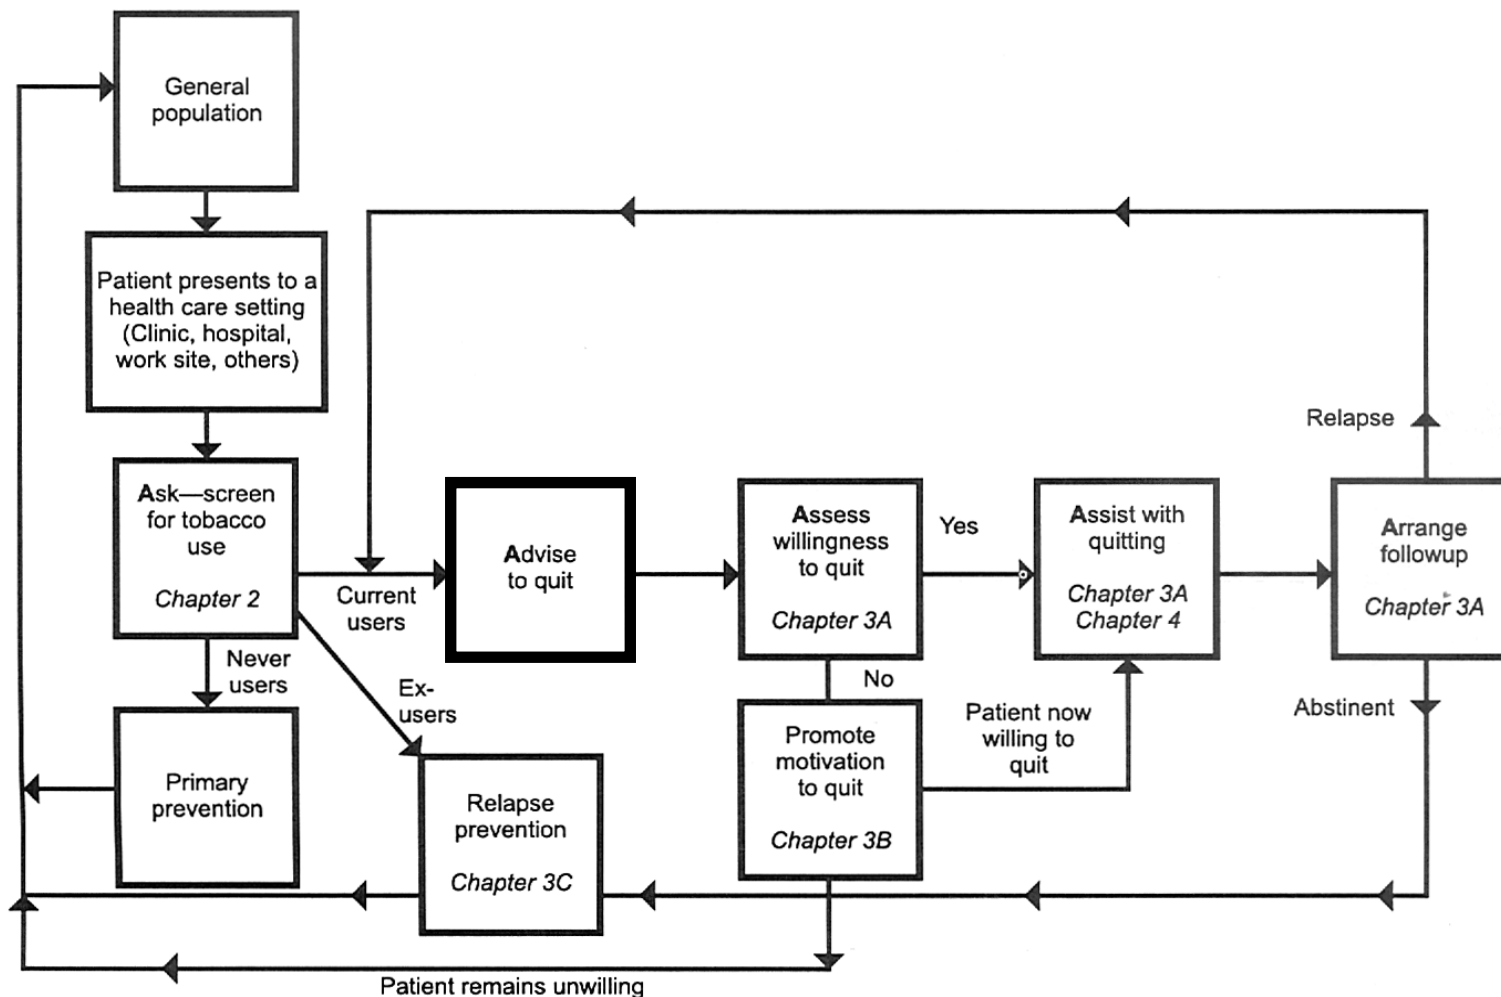 General
population
Patient presents to a
health care setting
(Clinic, hospital,
work site, others)
Relapse
Ask—screen
for tobacco
use
Chapter 2
Current
users
Advise
to quit
Assess
willingness
to quit
Chapter 3A
Yes
Assist with
quitting
Chapter 3A
Chapter 4
Arrange
followup
Chapter 3A
Never
users
Ex-
users
No
Patient now
willing to
quit
Abstinent
Primary
prevention
Relapse
prevention
Chapter 3C
Promote
motivation
to quit
Chapter 3B
Patient remains unwilling